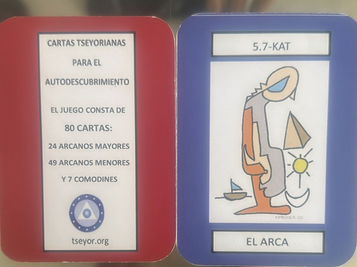 CARTAS TSEYORIANAS
PARA EL
AUTODESCUBRIMIENTO
EL JUEGO CONSTA DE
80 CARTAS:
24 ARCANOS MAYORES
49 ARCANOS MENORES
Y 7 COMODINES
tseyor.org
5.7-KAT
EL ARCA